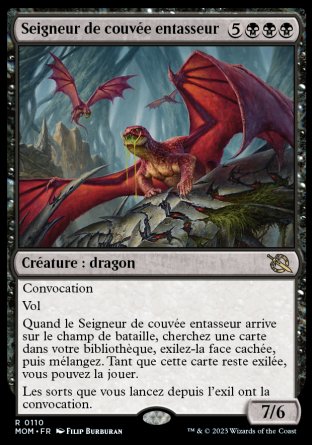 Seigneur de couvée entasseur 5
Créature : dragon
Convocation
Vol
Quand le Seigneur de couvée entasseur arrive
sur le champ de bataille, cherchez une carte
dans votre bibliothèque, exilez-la face cachée,
puis mélangez. Tant que cette carte reste exilée,
vous pouvez la jouer.
Les sorts que vous lancez depuis l'exil ont la
convocation.
7/6
R 0110
MOM • FR Filip Burburan
™ & © 2023 Wizards of the Coast